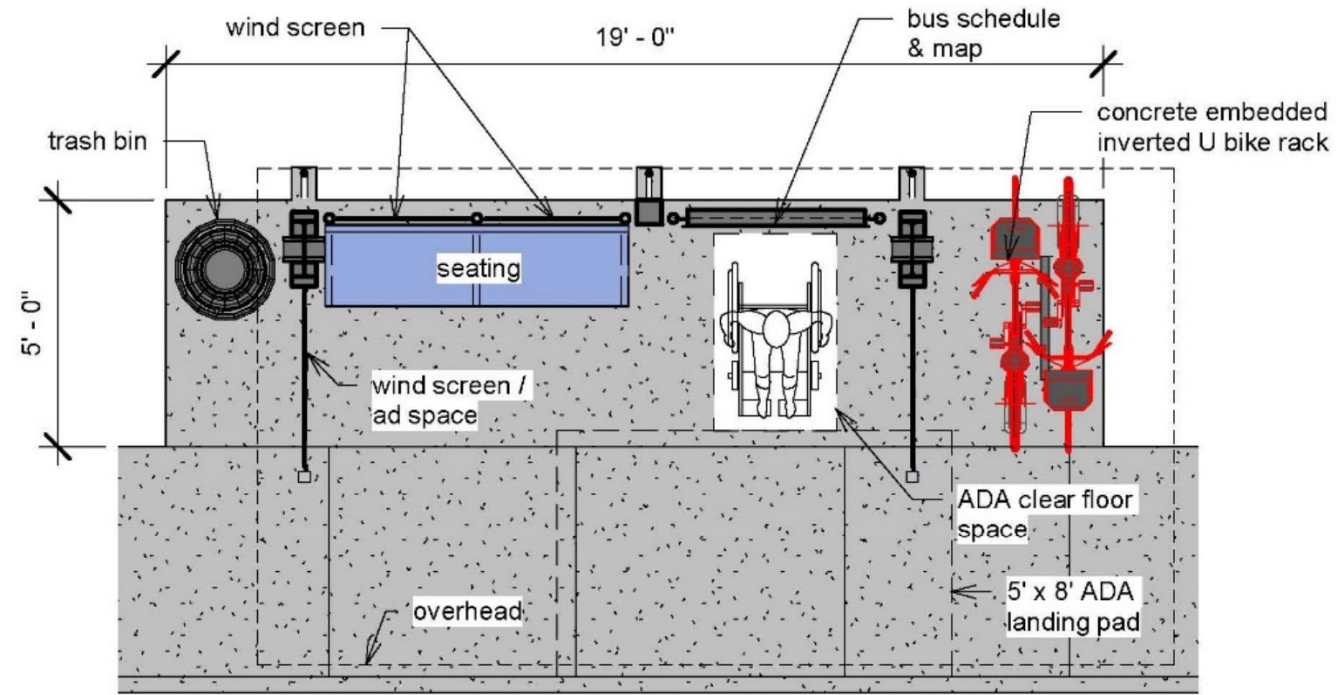 wind screen
19' - 0"
bus schedule
& map
trash bin
concrete embedded
inverted U bike rack
5' - 0"
seating
wind screen /
ad space
ADA clear floor
space
overhead
5' x 8' ADA
landing pad